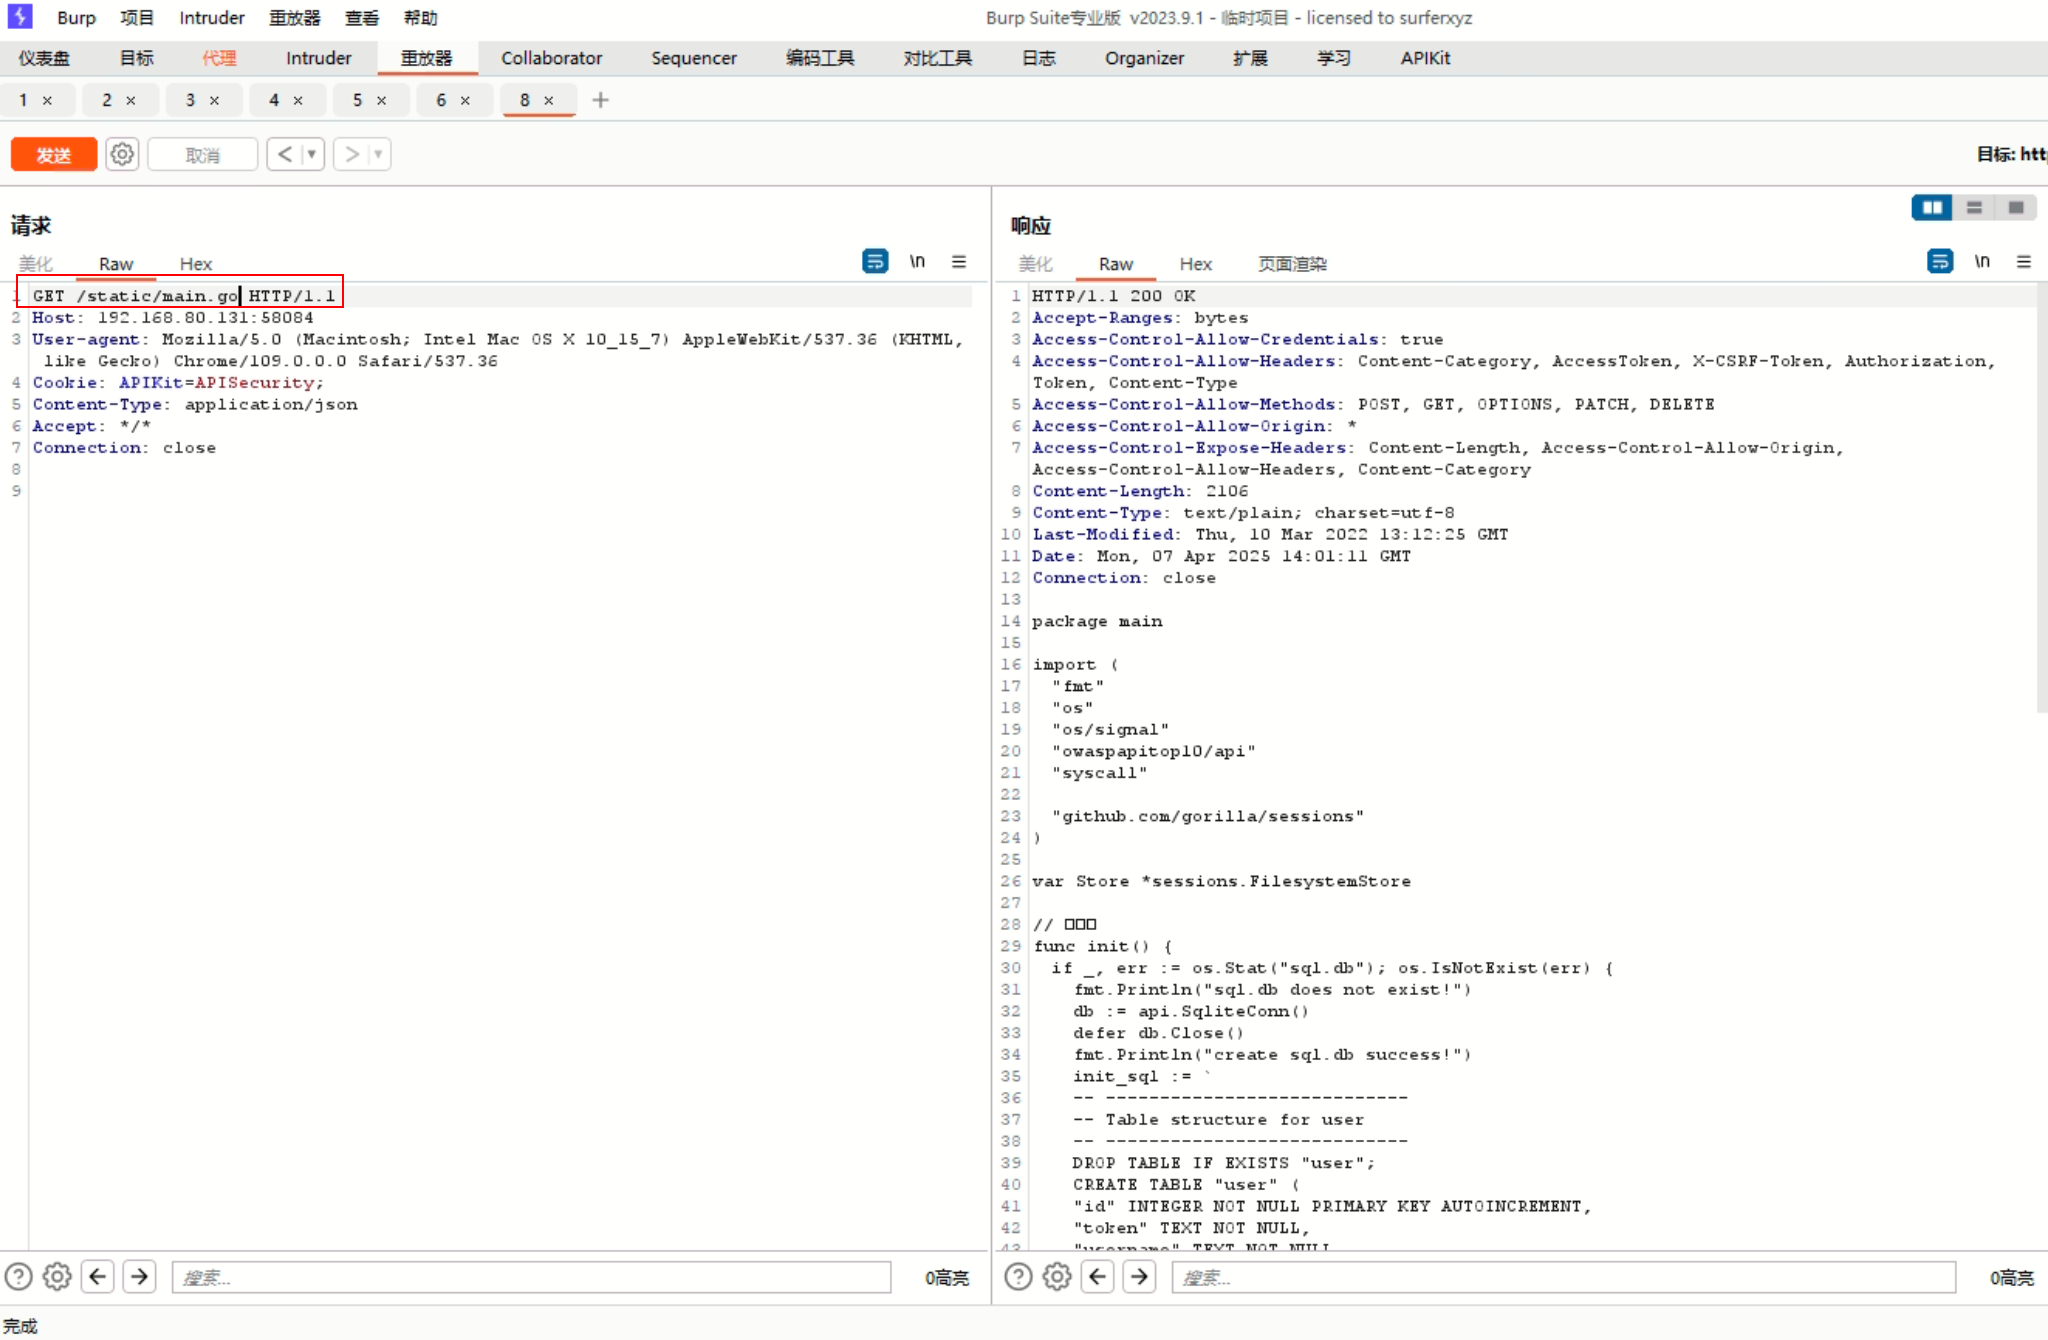 Burp 项目 Intruder 重放器 查看 帮助 Burp Suite专业版 v2023.9.1 - 临时项目 - licensed to surferxyz
仪表盘 目标 代理 Intruder 重放器 Collaborator Sequencer 编码工具 对比工具 日志 Organizer 扩展 学习 APIKit
1 × 2 × 3 × 4 × 5 × 6 × 8 × +
发送 取消 < ▼ > ▼ 目标: http
请求
美化 Raw Hex \n
1 GET /static/main.go HTTP/1.1
2 Host: 192.168.80.131:58084
3 User-agent: Mozilla/5.0 (Macintosh; Intel Mac OS X 10_15_7) AppleWebKit/537.36 (KHTML,
like Gecko) Chrome/109.0.0.0 Safari/537.36
4 Cookie: APIKit=APISecurity;
5 Content-Type: application/json
6 Accept: */*
7 Connection: close
8
9
搜索... 0高亮
响应
美化 Raw Hex 页面渲染 \n
1 HTTP/1.1 200 OK
2 Accept-Ranges: bytes
3 Access-Control-Allow-Credentials: true
4 Access-Control-Allow-Headers: Content-Category, AccessToken, X-CSRF-Token, Authorization,
Token, Content-Type
5 Access-Control-Allow-Methods: POST, GET, OPTIONS, PATCH, DELETE
6 Access-Control-Allow-Origin: *
7 Access-Control-Expose-Headers: Content-Length, Access-Control-Allow-Origin,
Access-Control-Allow-Headers, Content-Category
8 Content-Length: 2106
9 Content-Type: text/plain; charset=utf-8
10 Last-Modified: Thu, 10 Mar 2022 13:12:25 GMT
11 Date: Mon, 07 Apr 2025 14:01:11 GMT
12 Connection: close
13
14 package main
15
16 import (
17 "fmt"
18 "os"
19 "os/signal"
20 "owaspapitop10/api"
21 "syscall"
22
23 "github.com/gorilla/sessions"
24 )
25
26 var Store *sessions.FilesystemStore
27
28 // □□□
29 func init() {
30 if _, err := os.Stat("sql.db"); os.IsNotExist(err) {
31 fmt.Println("sql.db does not exist!")
32 db := api.SqliteConn()
33 defer db.Close()
34 fmt.Println("create sql.db success!")
35 init_sql := `
36 -- ----------------------------
37 -- Table structure for user
38 -- ----------------------------
39 DROP TABLE IF EXISTS "user";
40 CREATE TABLE "user" (
41 "id" INTEGER NOT NULL PRIMARY KEY AUTOINCREMENT,
42 "token" TEXT NOT NULL,
43 "username" TEXT NOT NULL
搜索... 0高亮
完成